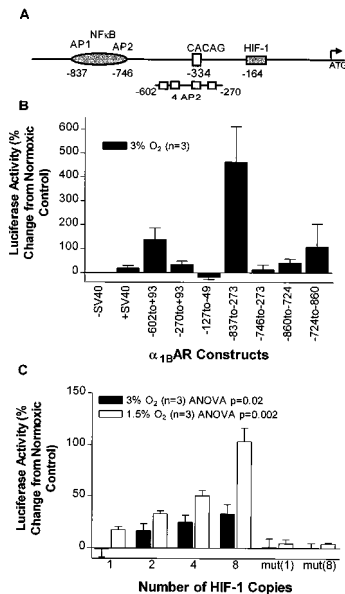 A
NFκB
AP1 AP2 CACAG HIF-1
-837 -746 -334 -164 ATG
-602 -270
4 AP2
B
Luciferase Activity (% Change from Normoxic Control)
600
500
400
300
200
100
0
3% O2 (n=3)
-SV40
+SV40
-602to+93
-270to+93
-127to-49
-837to-273
-746to-273
-860to-724
-724to-860
α1BAR Constructs
C
Luciferase Activity (% Change from Normoxic Control)
150
100
50
0
3% O2 (n=3) ANOVA p=0.02
1.5% O2 (n=3) ANOVA p=0.002
1 2 4 8 mut(1) mut(8)
Number of HIF-1 Copies